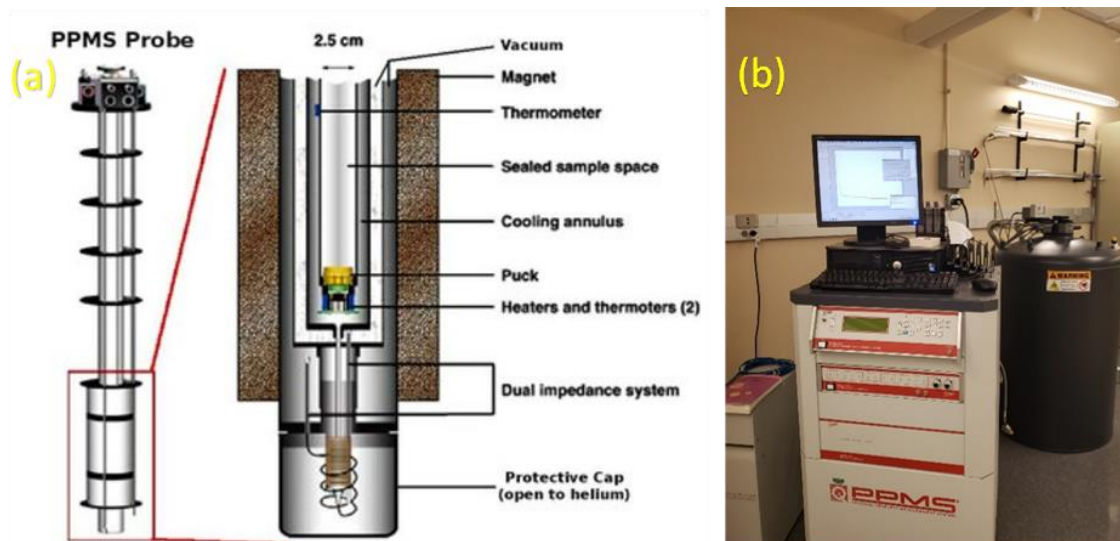 PPMS Probe
(a)
2.5 cm
Vacuum
Magnet
Thermometer
Sealed sample space
Cooling annulus
Puck
Heaters and thermoters (2)
Dual impedance system
Protective Cap
(open to helium)
(b)
WARNING
PPMS